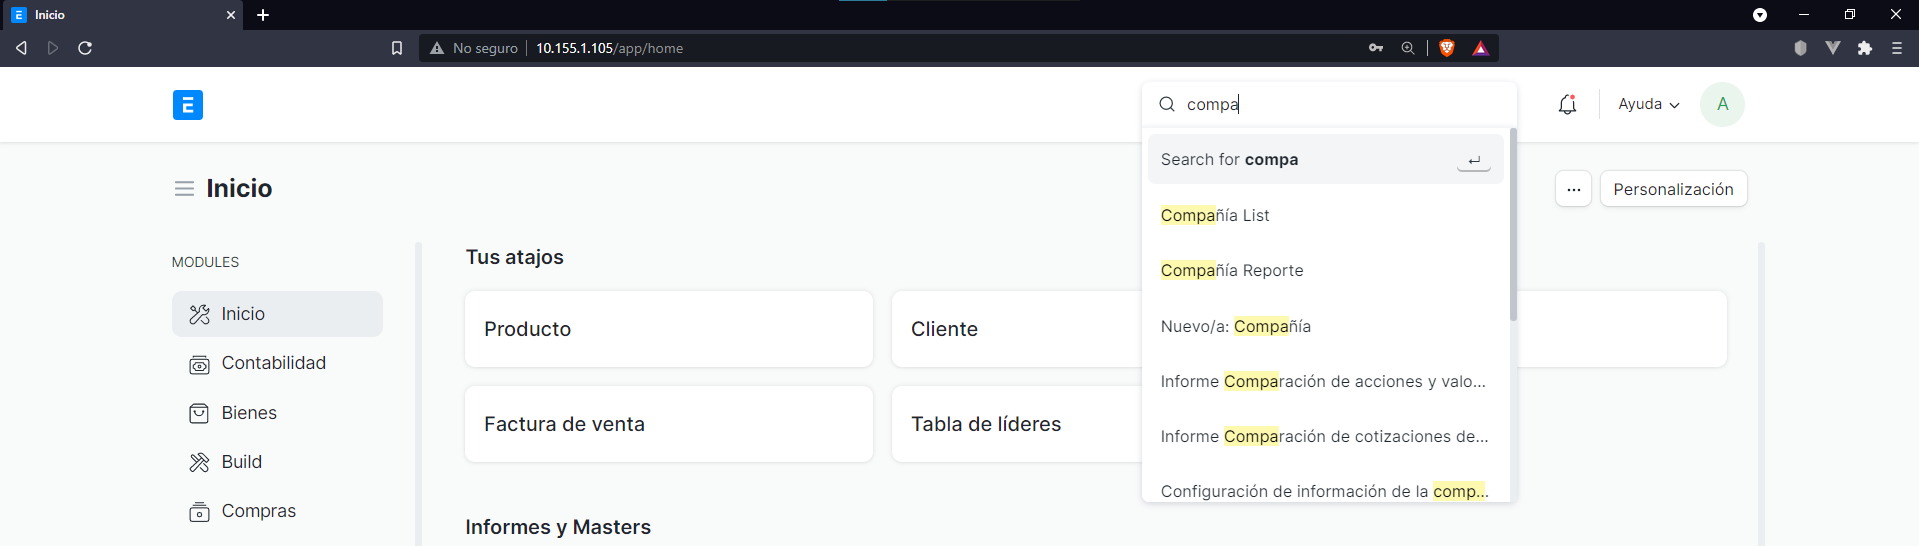 Inicio
No seguro
10.155.1.105/app/home
E
compa
Ayuda
A
Search for compa
Compañía List
Compañía Reporte
Nuevo/a: Compañía
Informe Comparación de acciones y valo...
Informe Comparación de cotizaciones de...
Configuración de información de la comp...
Inicio
Personalización
MODULES
Inicio
Contabilidad
Bienes
Build
Compras
Tus atajos
Producto
Cliente
Factura de venta
Tabla de líderes
Informes y Masters